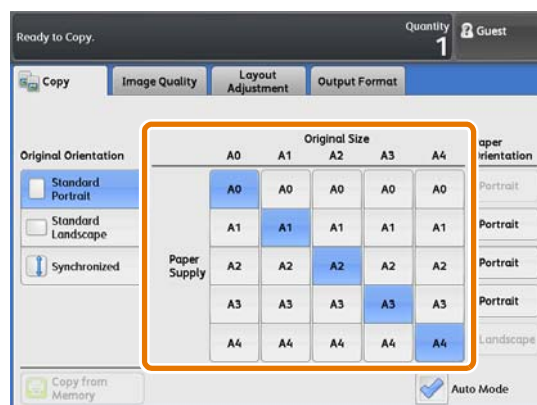 Ready to Copy.
Quantity
1
Guest
Copy
Image Quality
Layout
Adjustment
Output Format
Original Size
Original Orientation
A0 A1 A2 A3 A4
Paper
Orientation
Standard
Portrait
A0 A0 A0 A0 A0
Portrait
Standard
Landscape
A1 A1 A1 A1 A1
Portrait
Synchronized
Paper
Supply
A2 A2 A2 A2 A2
Portrait
A3 A3 A3 A3 A3
Portrait
A4 A4 A4 A4 A4
Landscape
Copy from
Memory
Auto Mode